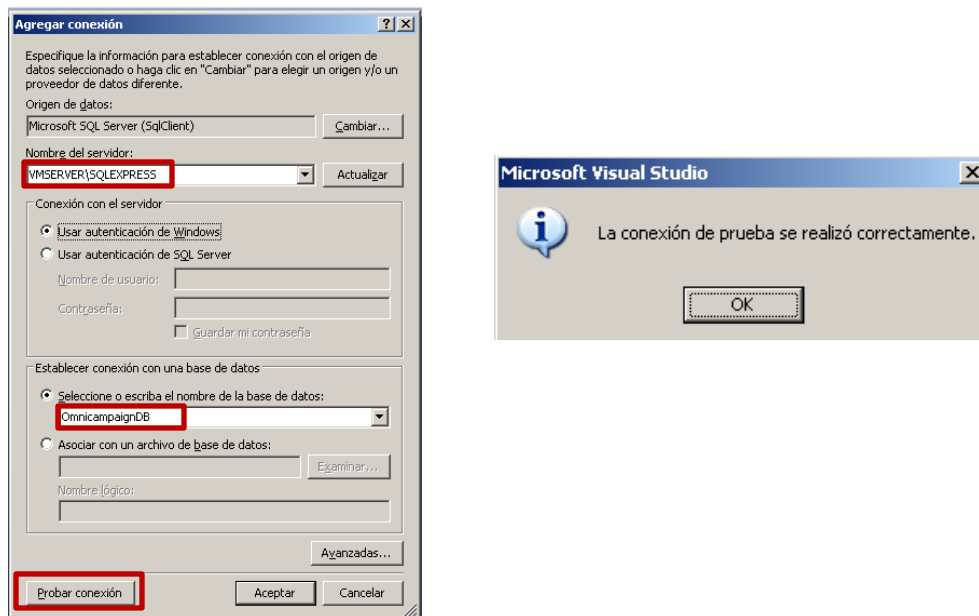 Agregar conexión
Especifique la información para establecer conexión con el origen de
datos seleccionado o haga clic en "Cambiar" para elegir un origen y/o un
proveedor de datos diferente.
Origen de datos:
Microsoft SQL Server (SqlClient)
Cambiar...
Nombre del servidor:
VMSERVER\SQLEXPRESS
Actualizar
Conexión con el servidor
Usar autenticación de Windows
Usar autenticación de SQL Server
Nombre de usuario:
Contraseña:
Guardar mi contraseña
Establecer conexión con una base de datos
Seleccione o escriba el nombre de la base de datos:
OmnicampaignDB
Asociar con un archivo de base de datos:
Examinar...
Nombre lógico:
Avanzadas...
Probar conexión
Aceptar
Cancelar
Microsoft Visual Studio
La conexión de prueba se realizó correctamente.
OK